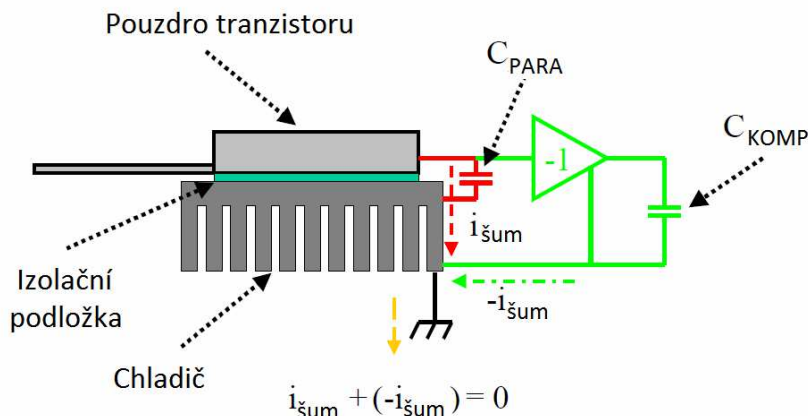 Pouzdro tranzistoru
C_PARA
C_KOMP
-1
i_šum
Izolační
podložka
-i_šum
Chladič
i_šum + (-i_šum) = 0